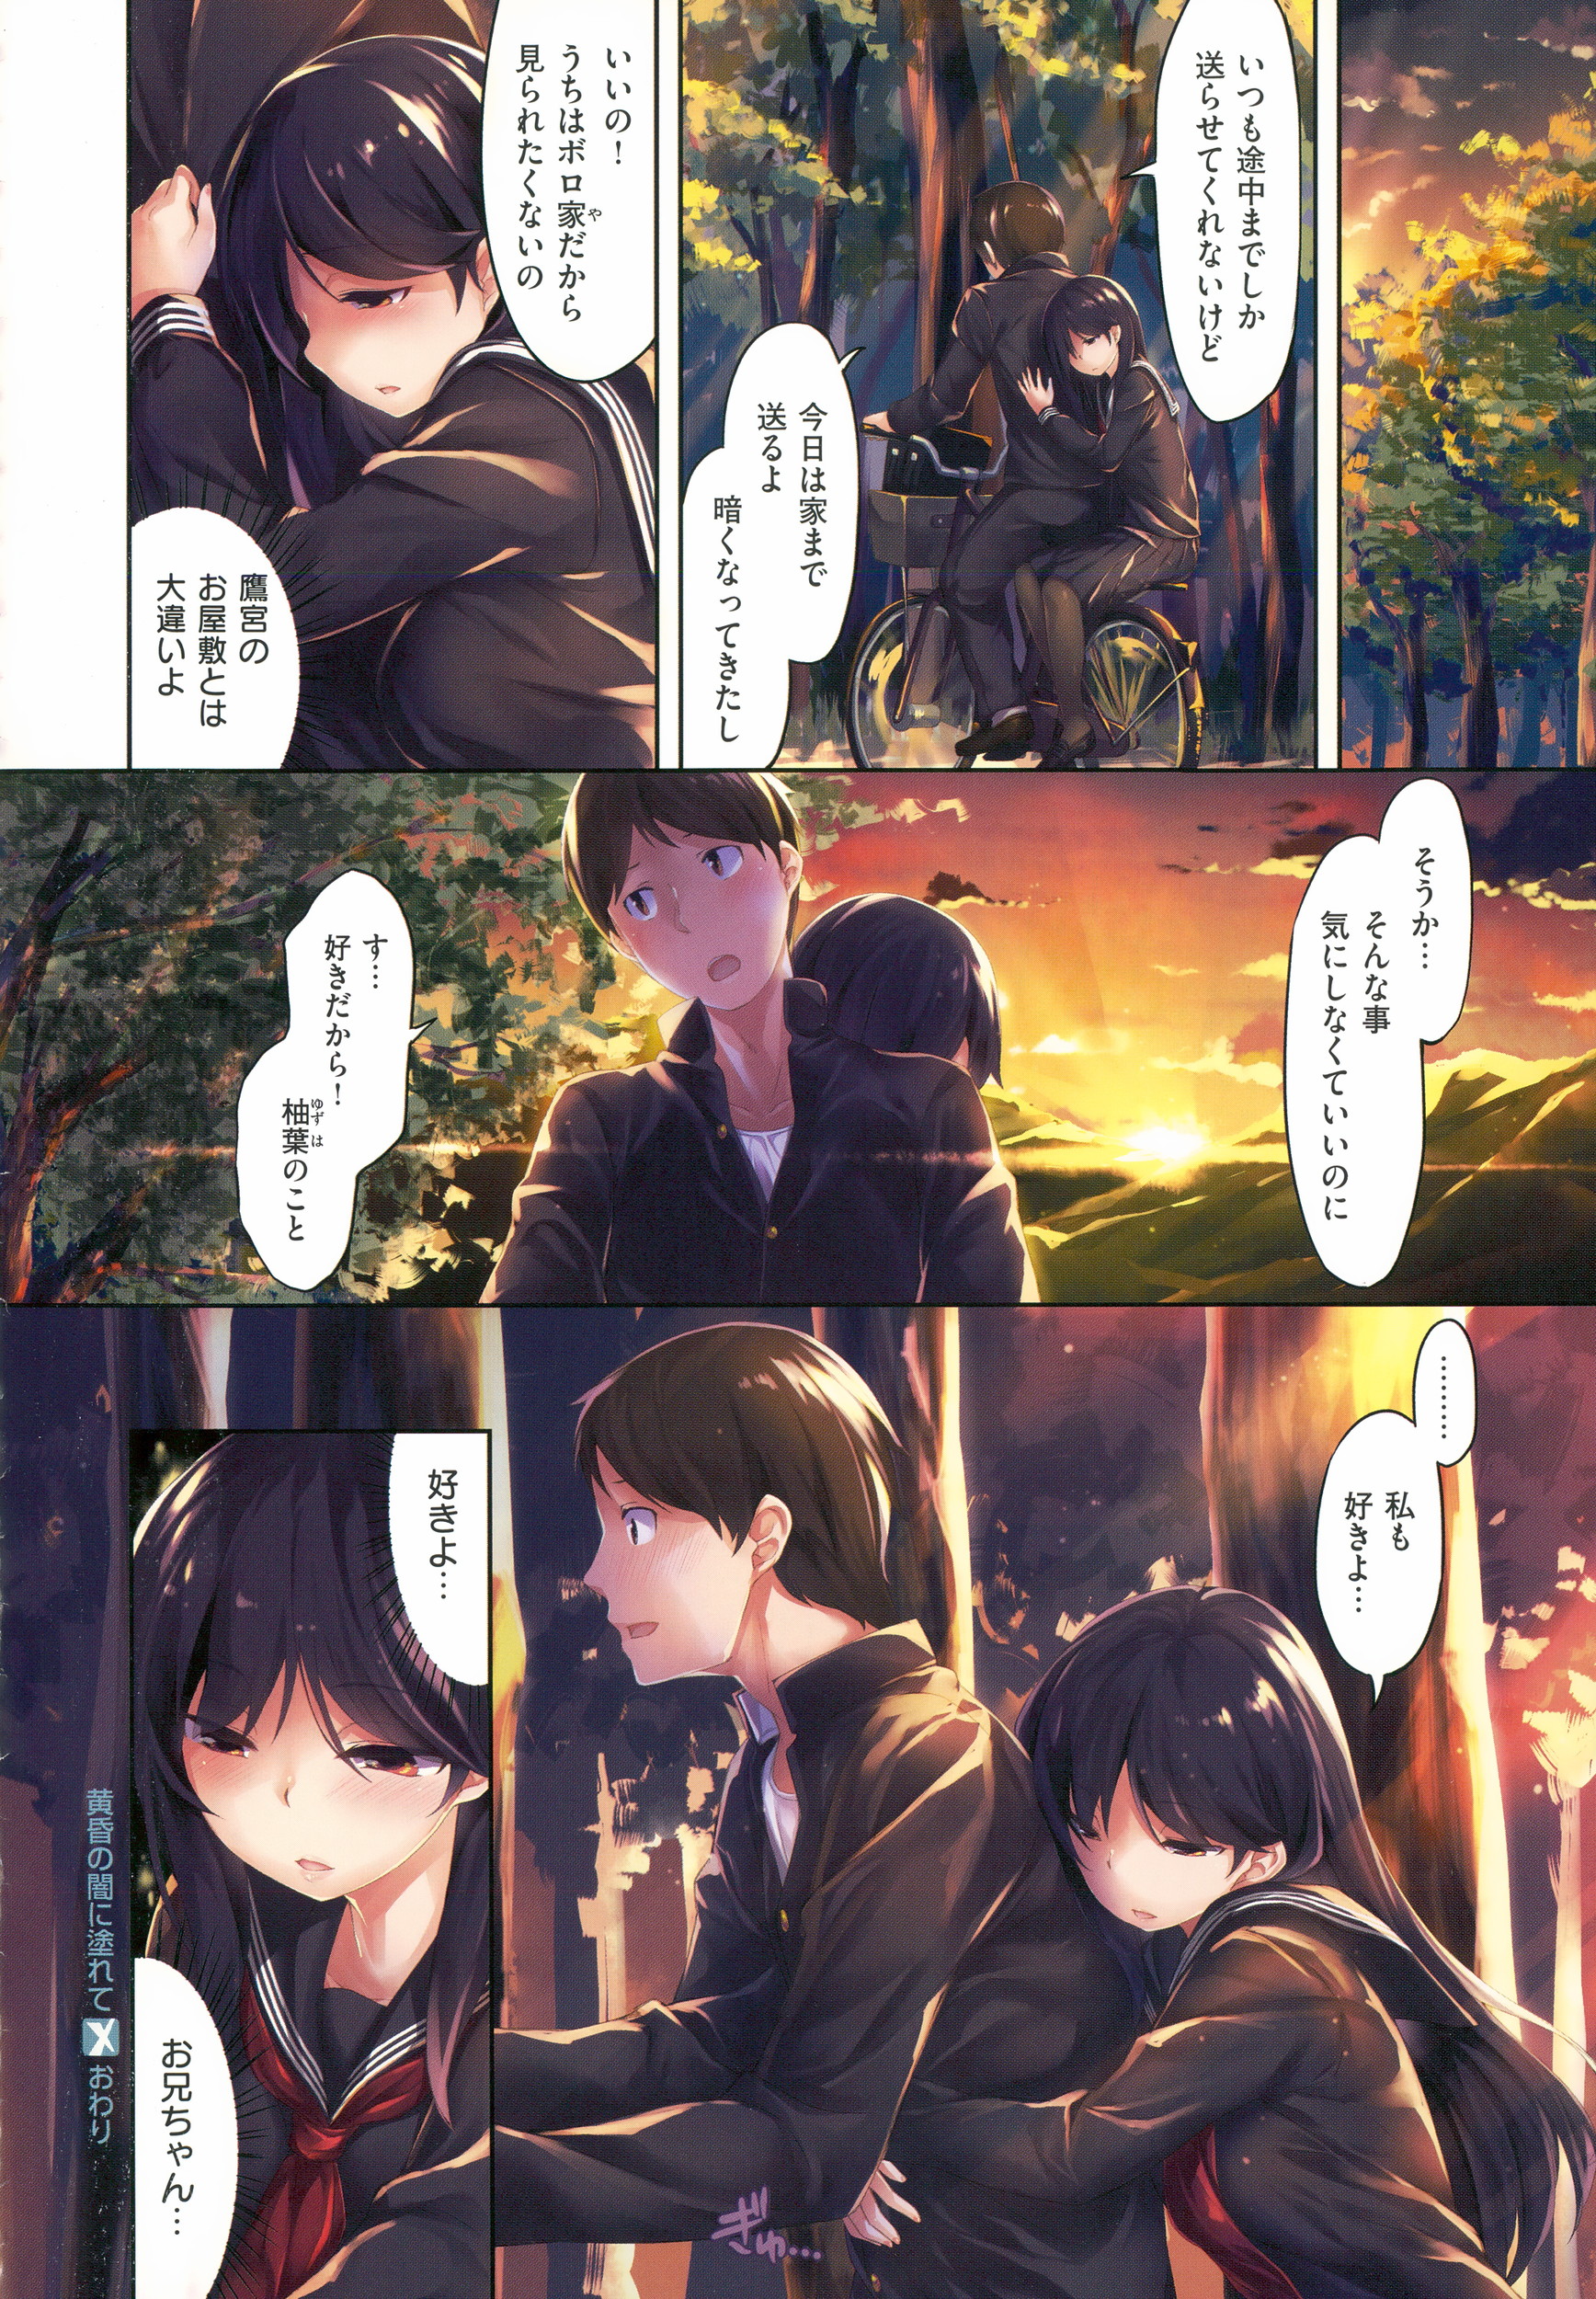 いつも途中までしか
送らせてくれないけど
今日は家まで
送るよ
暗くなってきたし
いいの！
うちはボロ家だから
や
見られたくないの
鷹宮の
お屋敷とは
大違いよ
そうか…
そんな事
気にしなくていいのに
す…
好きだから！
柚葉のこと
ゆずは
………
私も
好きよ…
ぎゅ…
好きよ…
お兄ちゃん…
黄昏の闇に塗れて X おわり